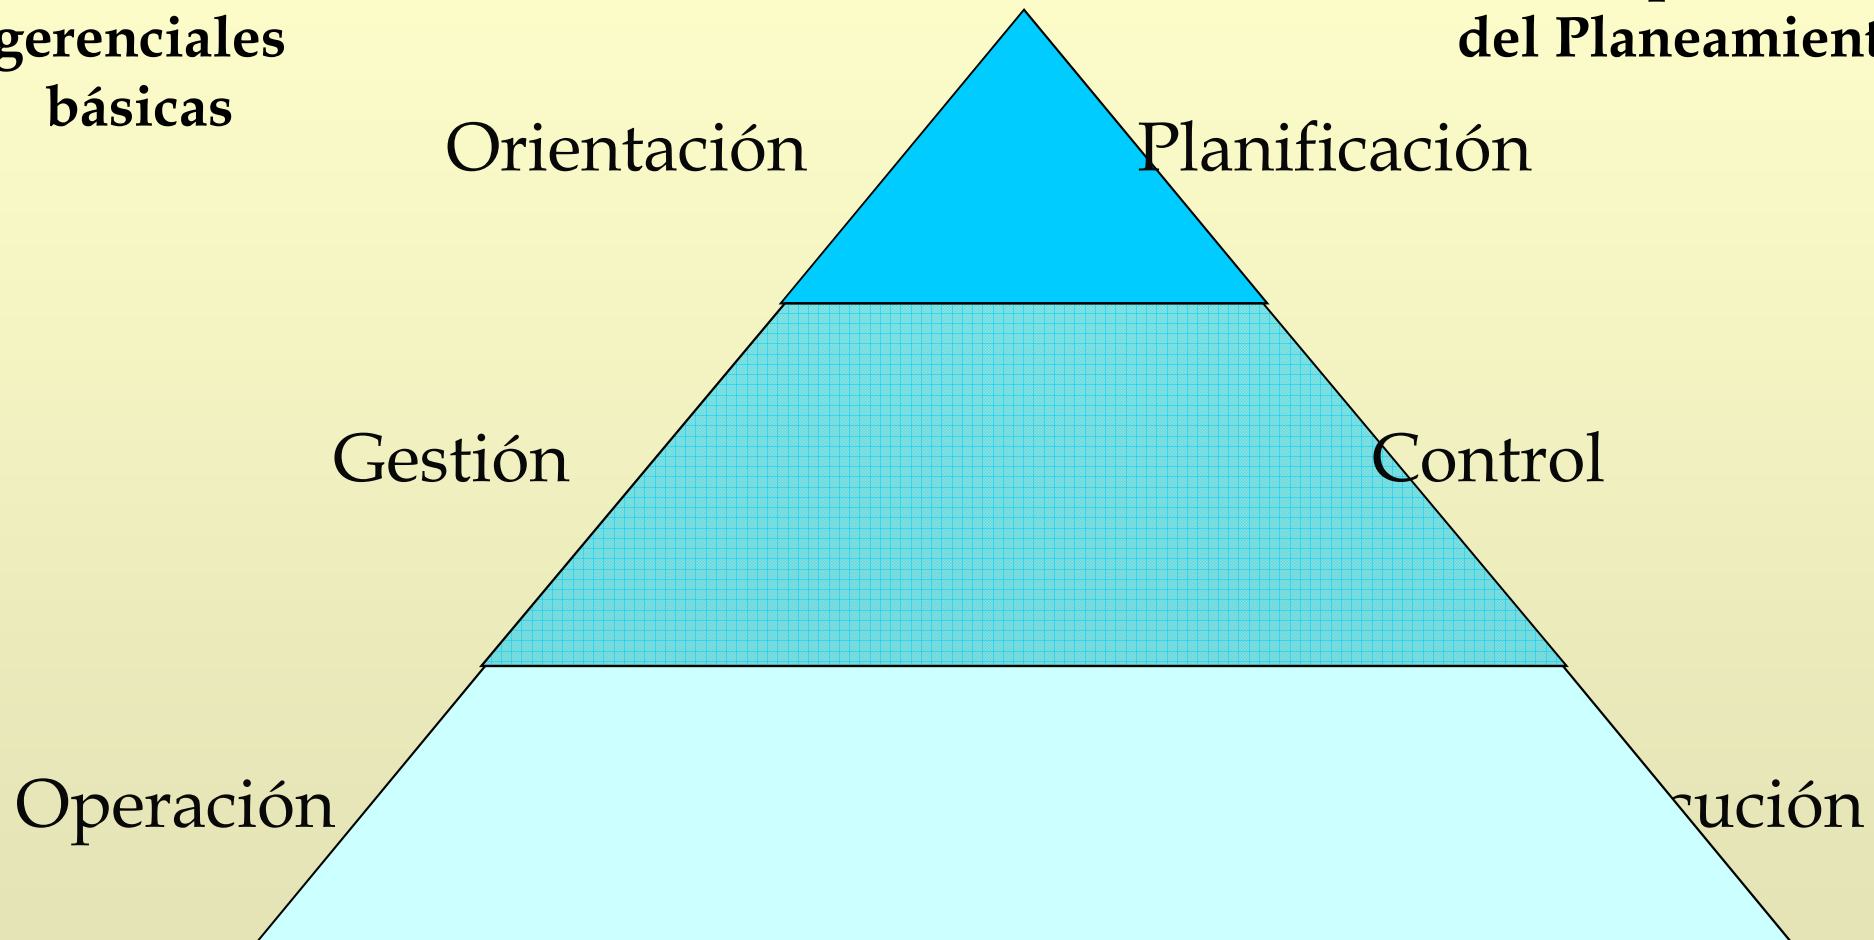 gerenciales
básicas
del Planeamient
Orientación
Planificación
Gestión
Control
Operación
cución